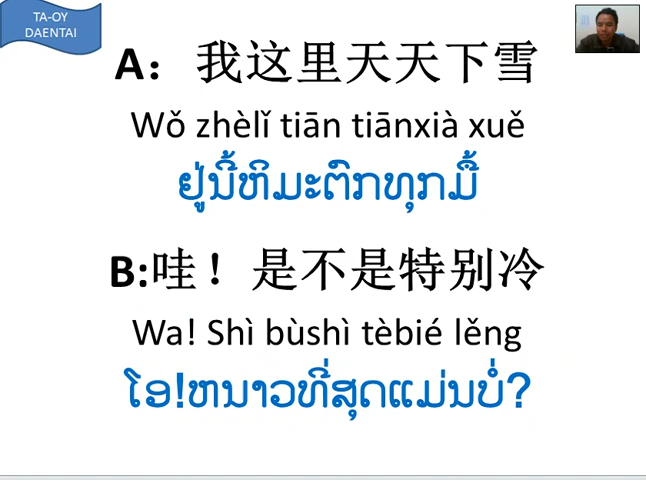 TA-OY
DAENTAI
A：我这里天天下雪
Wǒ zhèlǐ tiān tiānxià xuě
ຢູ່ນີ້ຫິມະຕົກທຸກມື້
B:哇！是不是特别冷
Wa! Shì bùshì tèbié lěng
ໂອ!ຫນາວທີ່ສຸດແມ່ນບໍ່?